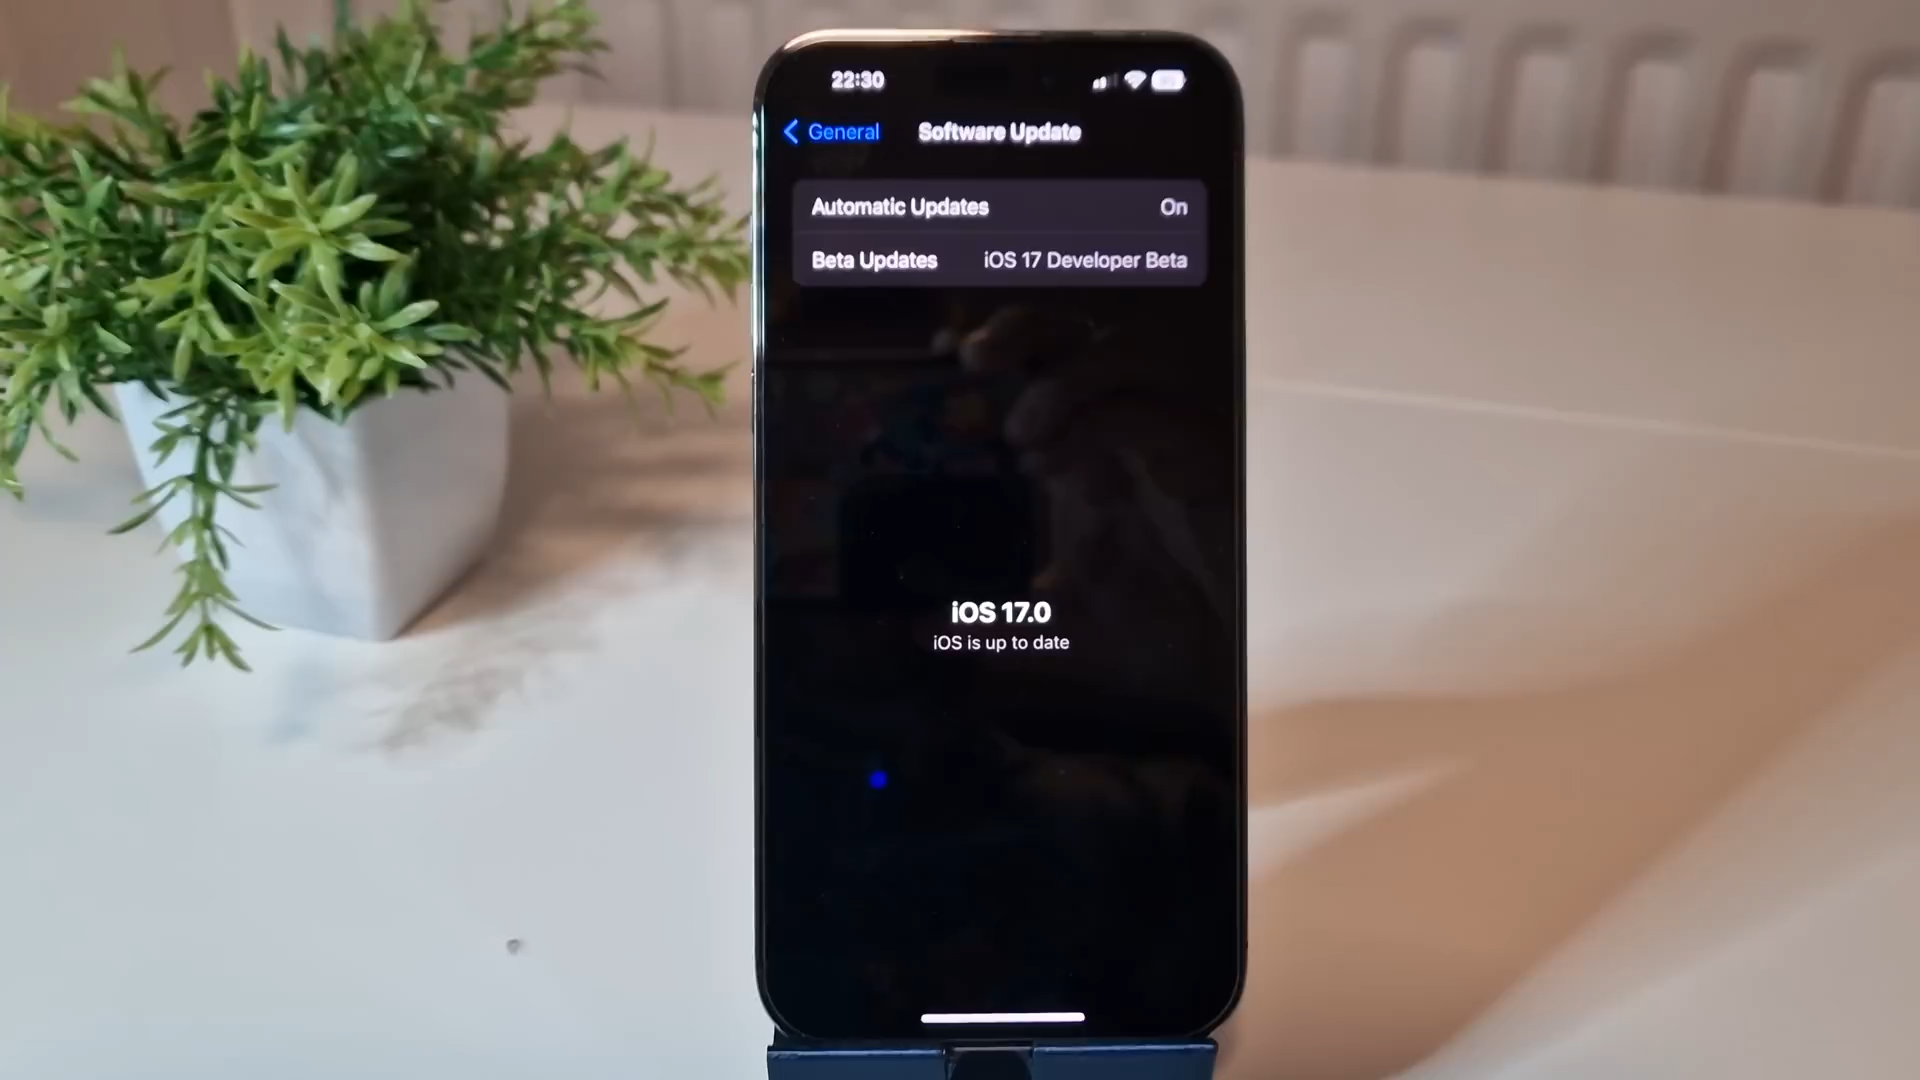 22:30
General Software Update
Automatic Updates On
Beta Updates iOS 17 Developer Beta
iOS 17.0
iOS is up to date